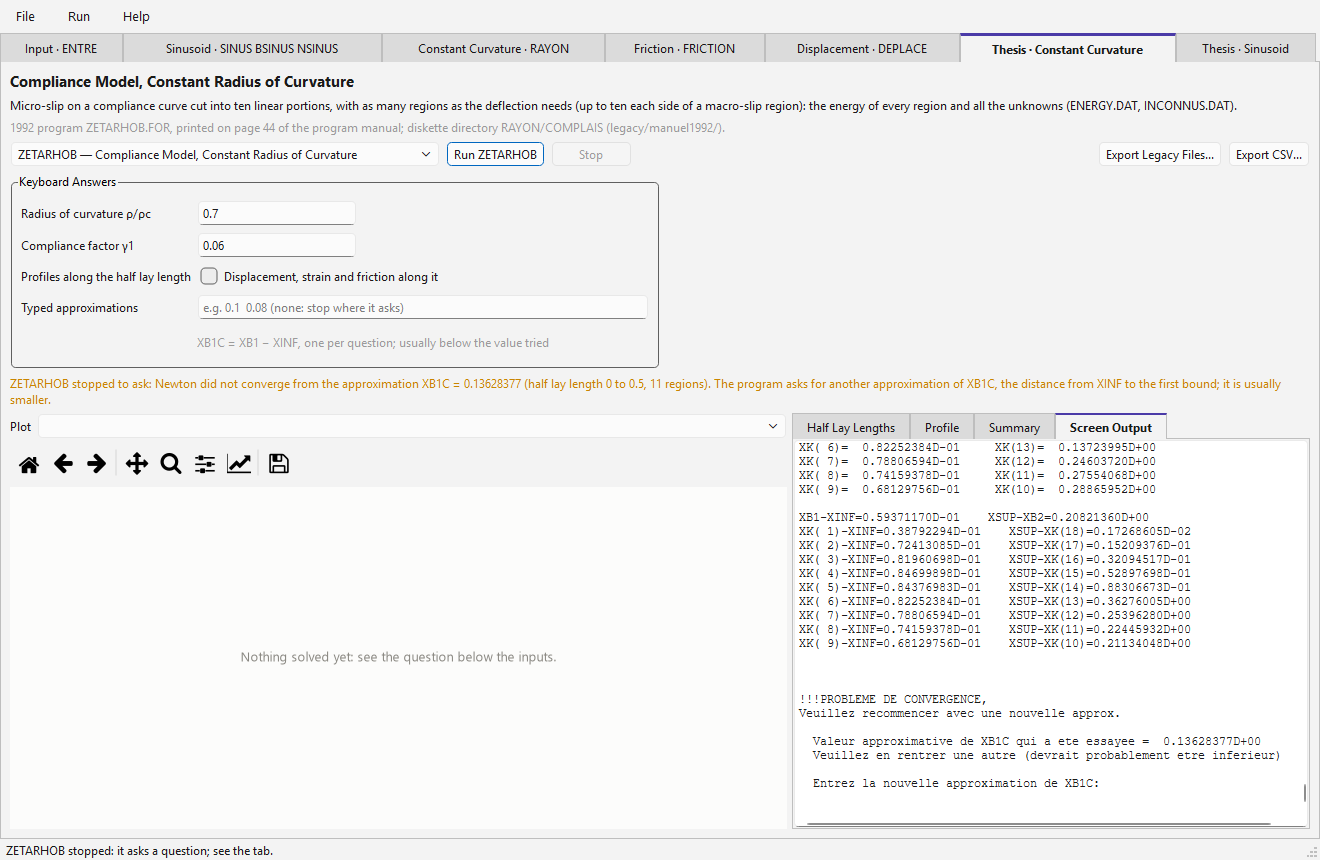 File Run Help
Input · ENTRE Sinusoid · SINUS BSINUS NSINUS Constant Curvature · RAYON Friction · FRICTION Displacement · DEPLACE Thesis · Constant Curvature Thesis · Sinusoid
Compliance Model, Constant Radius of Curvature
Micro-slip on a compliance curve cut into ten linear portions, with as many regions as the deflection needs (up to ten each side of a macro-slip region): the energy of every region and all the unknowns (ENERGY.DAT, INCONNUS.DAT).
1992 program ZETARHOB.FOR, printed on page 44 of the program manual; diskette directory RAYON/COMPLAIS (legacy/manuel1992/).
ZETARHOB — Compliance Model, Constant Radius of Curvature Run ZETARHOB Stop Export Legacy Files... Export CSV...
Keyboard Answers
Radius of curvature ρ/ρc 0.7
Compliance factor γ1 0.06
Profiles along the half lay length Displacement, strain and friction along it
Typed approximations e.g. 0.1 0.08 (none: stop where it asks)
XB1C = XB1 − XINF, one per question; usually below the value tried
ZETARHOB stopped to ask: Newton did not converge from the approximation XB1C = 0.13628377 (half lay length 0 to 0.5, 11 regions). The program asks for another approximation of XB1C, the distance from XINF to the first bound; it is usually
smaller.
Plot
Half Lay Lengths Profile Summary Screen Output
XK( 6)= 0.82252384D-01 XK(13)= 0.13723995D+00
XK( 7)= 0.78806594D-01 XK(12)= 0.24603720D+00
XK( 8)= 0.74159378D-01 XK(11)= 0.27554068D+00
XK( 9)= 0.68129756D-01 XK(10)= 0.28865952D+00
XB1-XINF=0.59371170D-01 XSUP-XB2=0.20821360D+00
XK( 1)-XINF=0.38792294D-01 XSUP-XK(18)=0.17268605D-02
XK( 2)-XINF=0.72413085D-01 XSUP-XK(17)=0.15209376D-01
XK( 3)-XINF=0.81960698D-01 XSUP-XK(16)=0.32094517D-01
XK( 4)-XINF=0.84699898D-01 XSUP-XK(15)=0.52897698D-01
XK( 5)-XINF=0.84376983D-01 XSUP-XK(14)=0.88306673D-01
XK( 6)-XINF=0.82252384D-01 XSUP-XK(13)=0.36276005D+00
XK( 7)-XINF=0.78806594D-01 XSUP-XK(12)=0.25396280D+00
XK( 8)-XINF=0.74159378D-01 XSUP-XK(11)=0.22445932D+00
XK( 9)-XINF=0.68129756D-01 XSUP-XK(10)=0.21134048D+00
!!!PROBLEME DE CONVERGENCE,
Veuillez recommencer avec une nouvelle approx.
Valeur approximative de XB1C qui a ete essayee = 0.13628377D+00
Veuillez en rentrer une autre (devrait probablement etre inferieur)
Entrez la nouvelle approximation de XB1C:
Nothing solved yet: see the question below the inputs.
ZETARHOB stopped: it asks a question; see the tab.